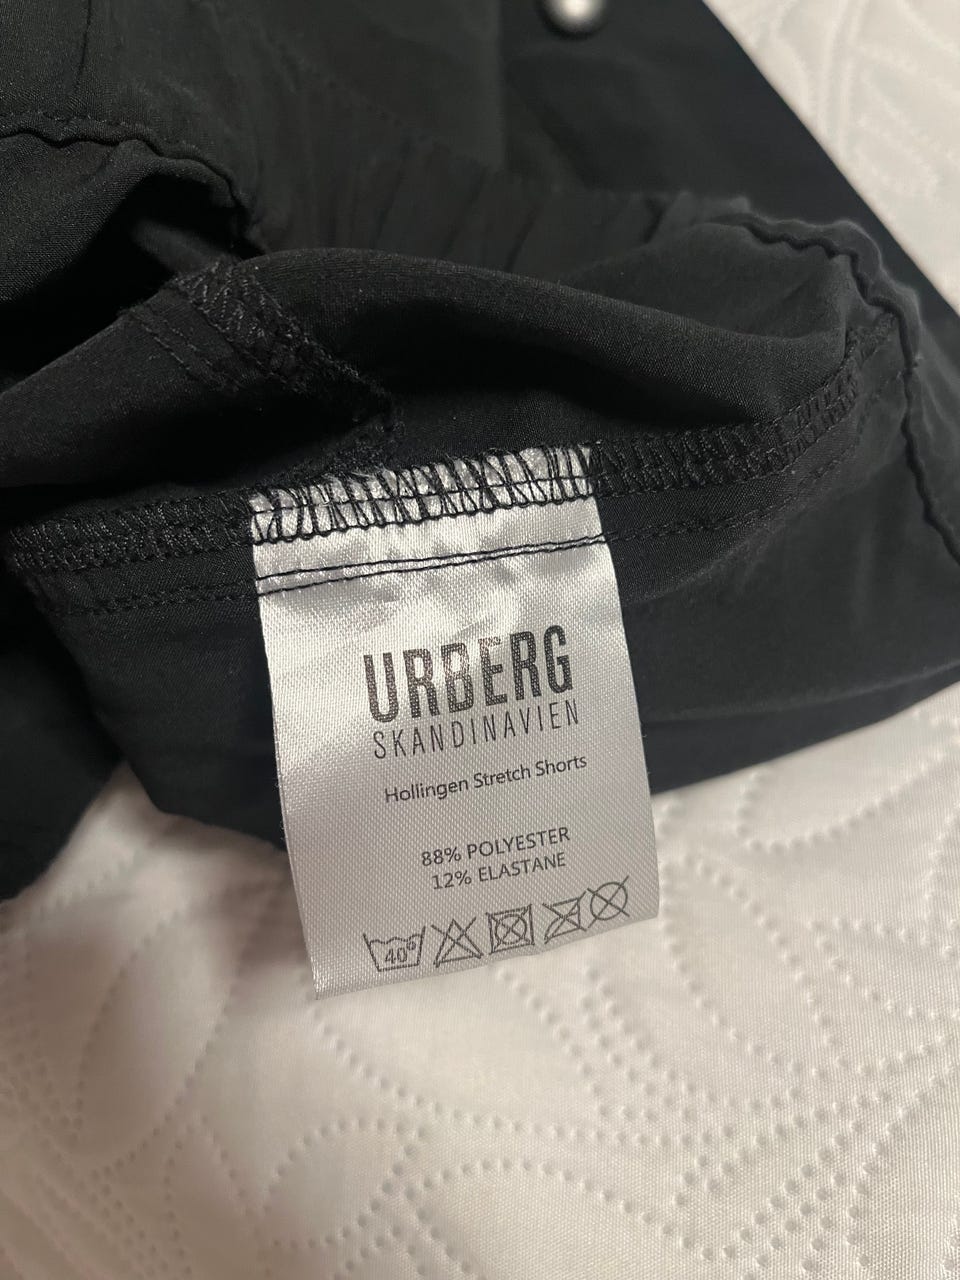 URBERG
SKANDINAVIEN
Hollingen Stretch Shorts
88% POLYESTER
12% ELASTANE
40°